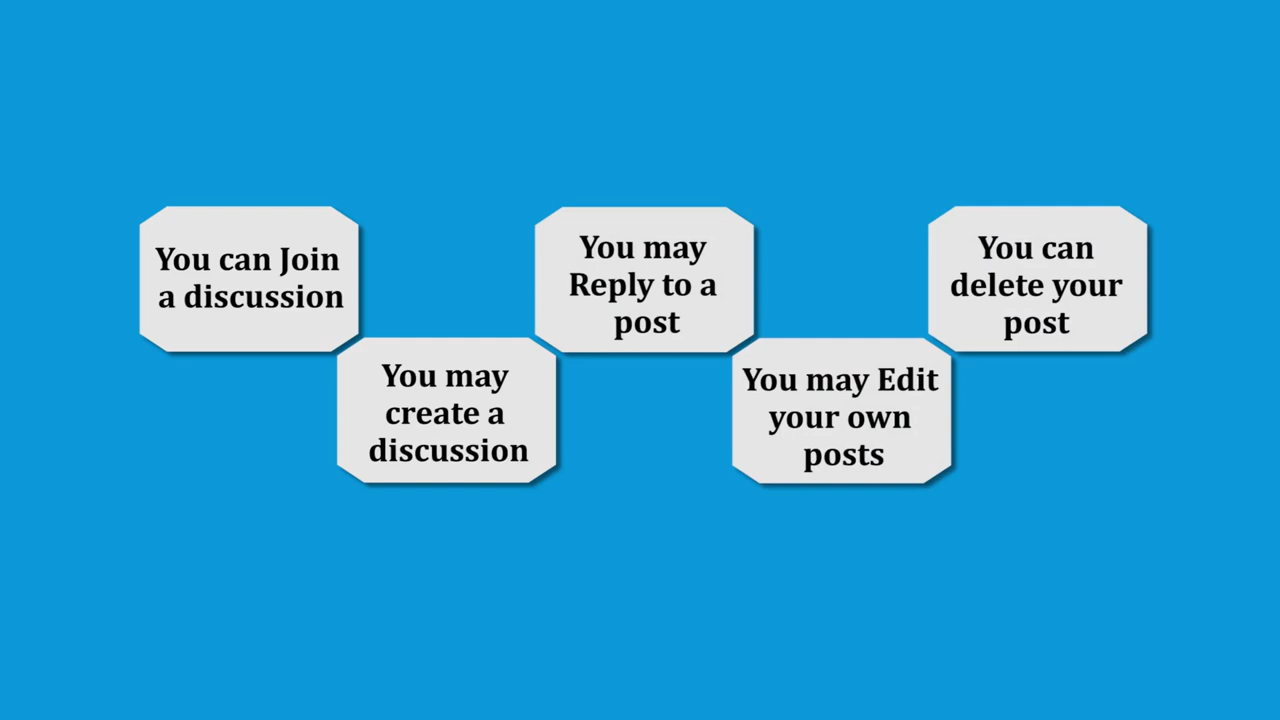 You can Join
a discussion
You may
create a
discussion
You may
Reply to a
post
You may Edit
your own
posts
You can
delete your
post